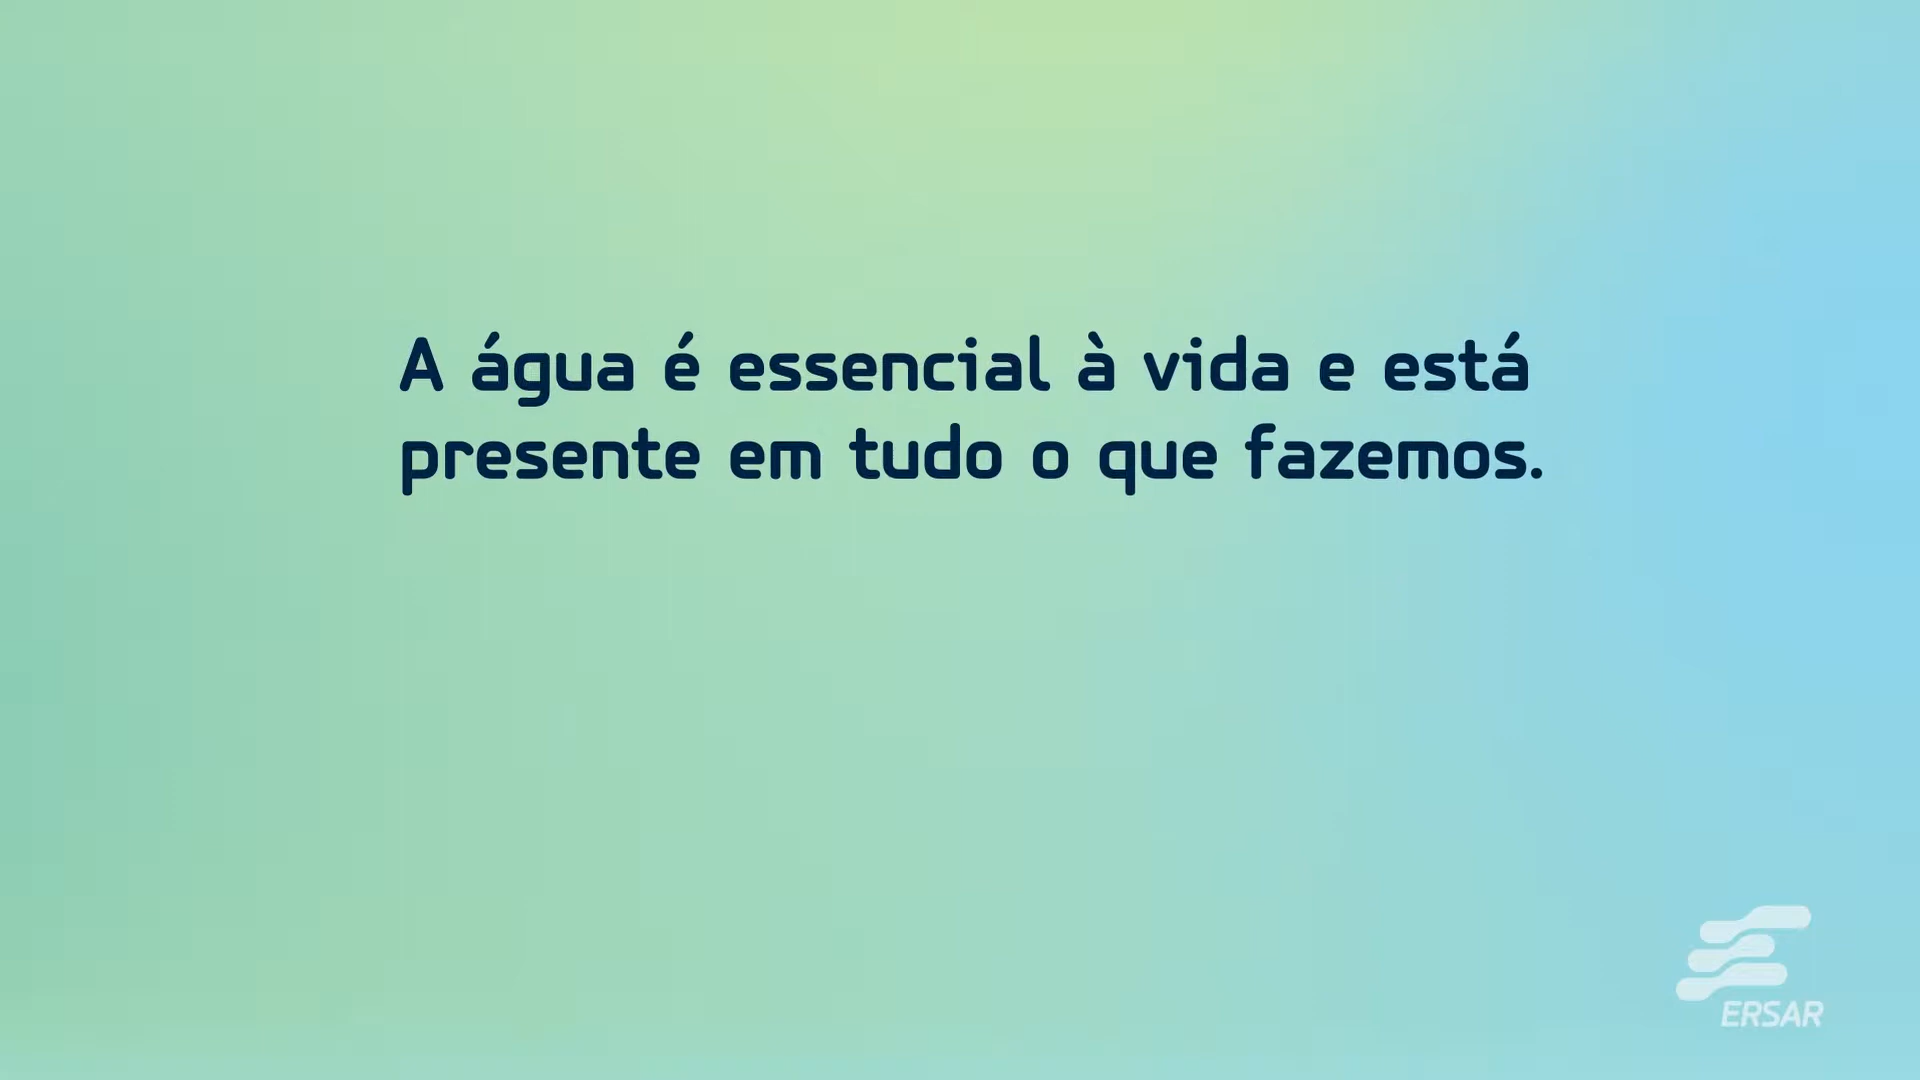 A água é essencial à vida e está
presente em tudo o que fazemos.
ERSAR